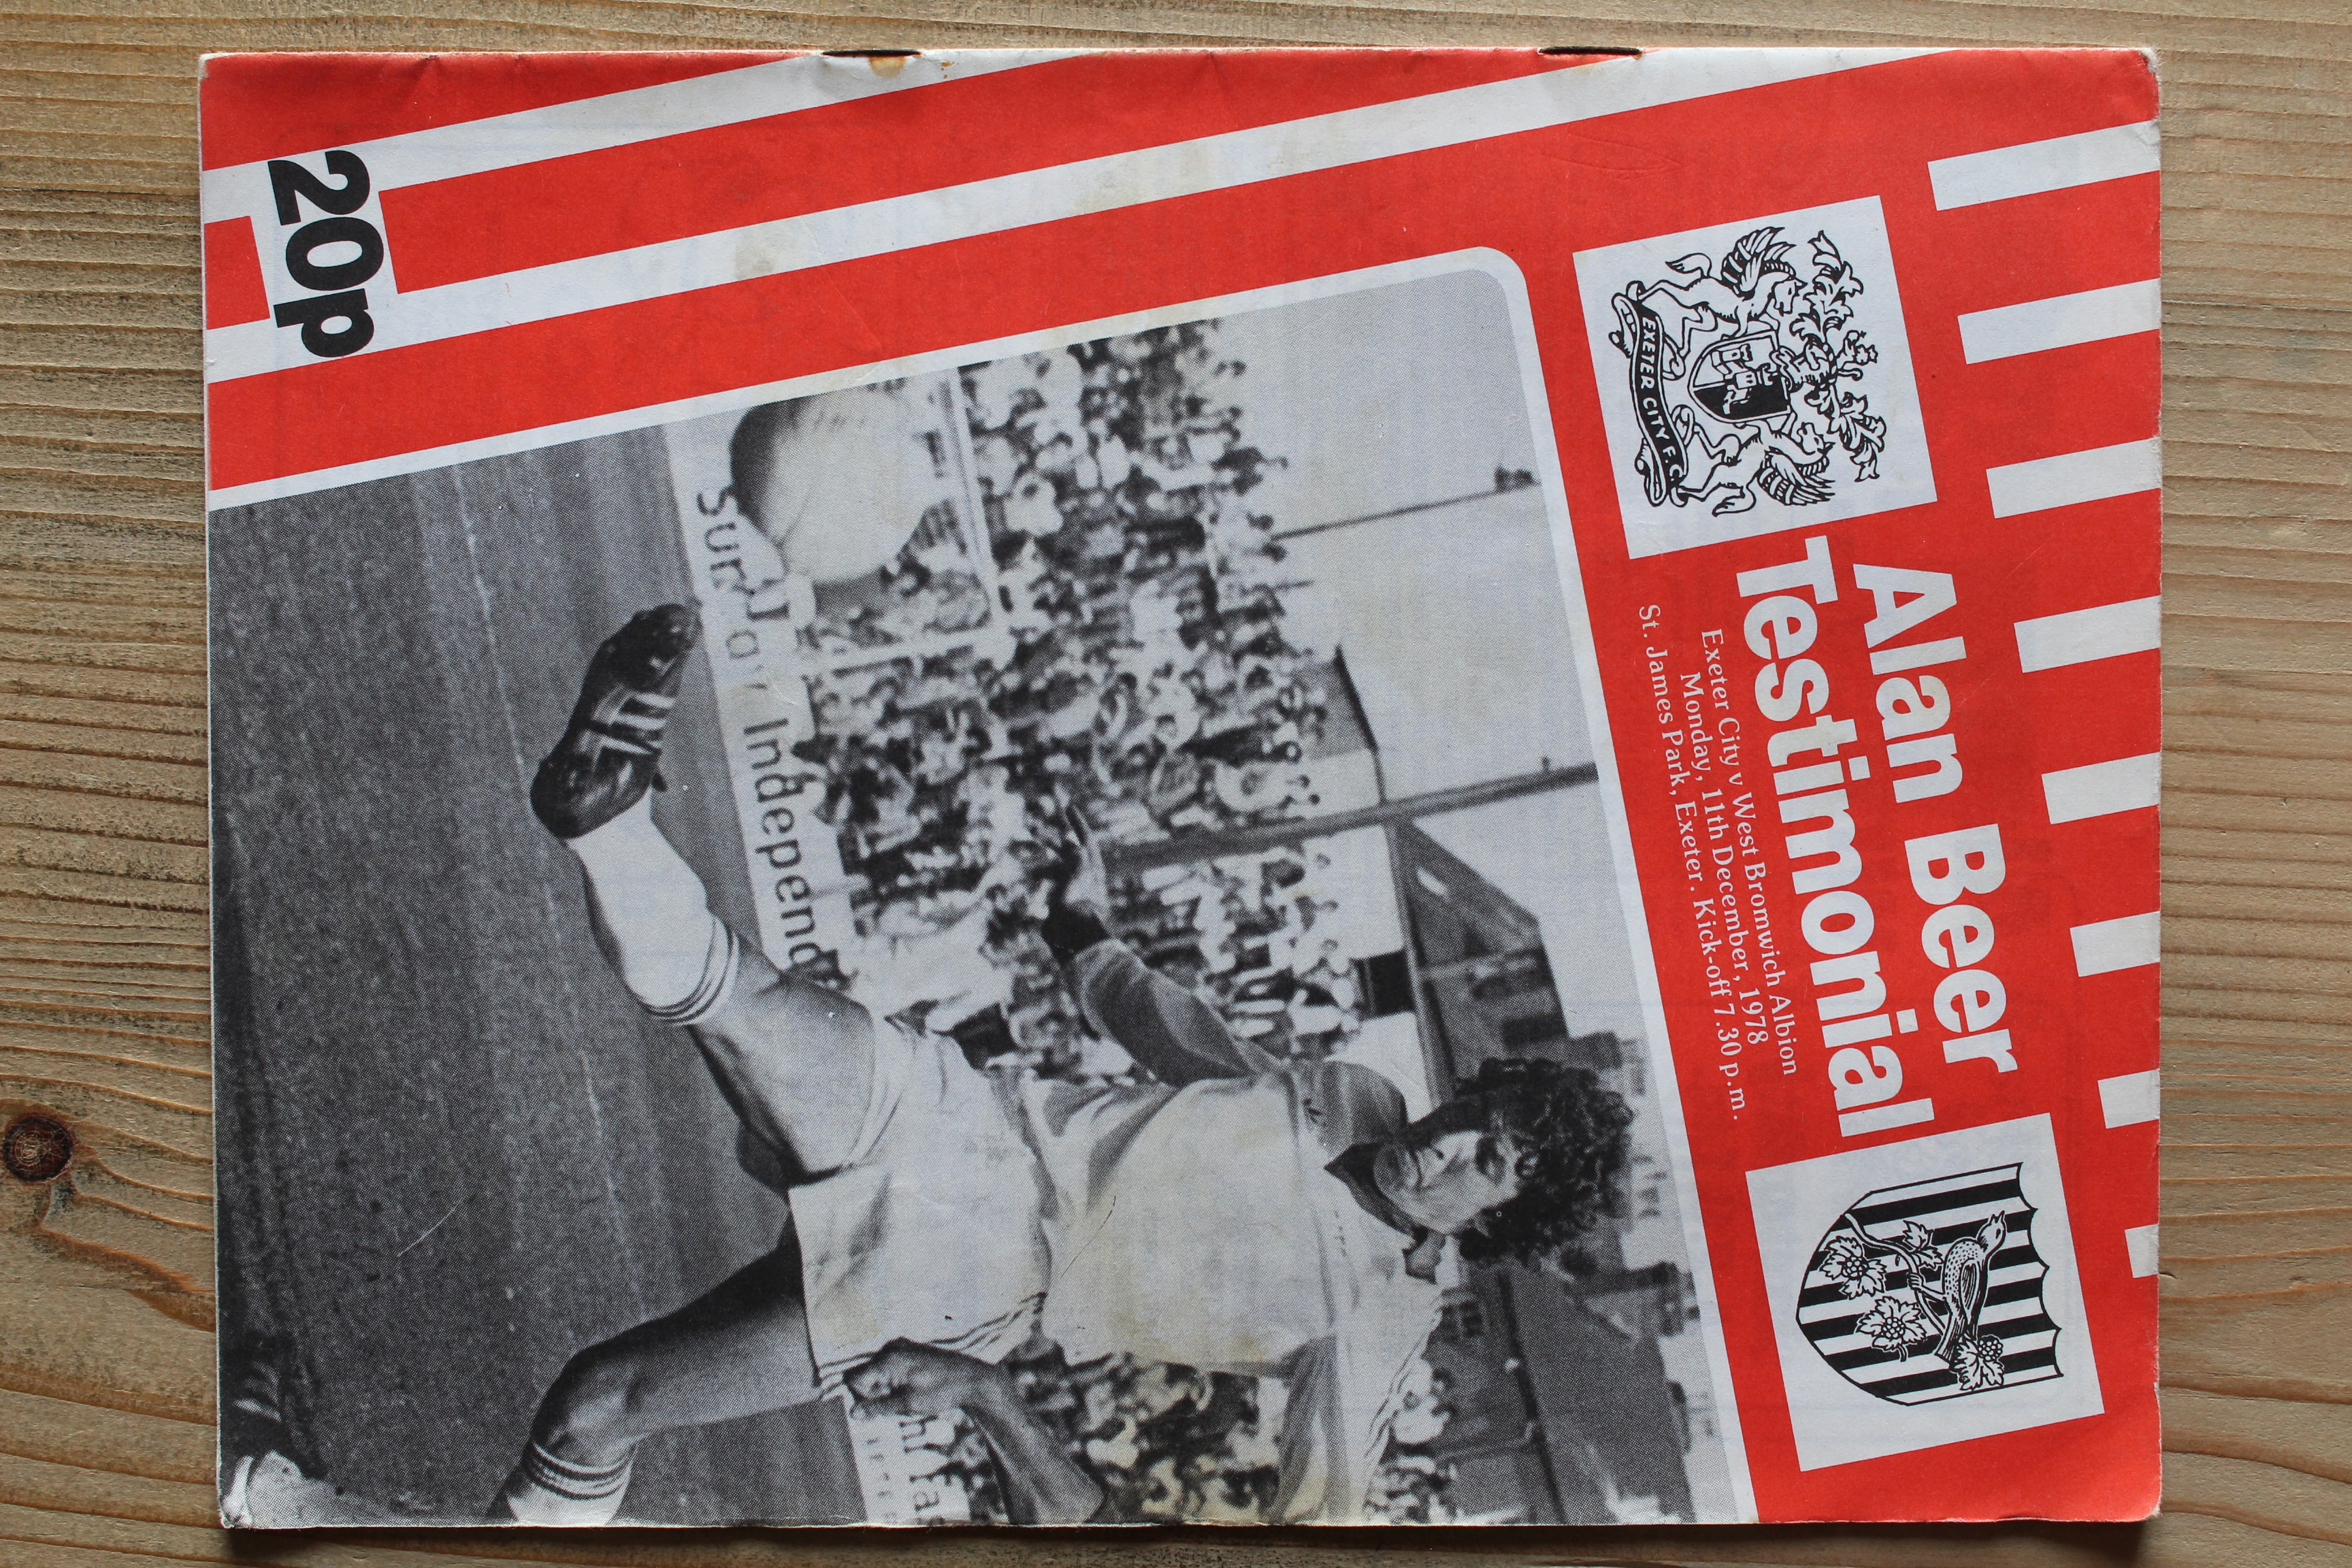 Alan Beer
Testimonial
Exeter City v West Bromwich Albion
Monday, 11th December, 1978
St. James Park, Exeter. Kick-off 7.30 p.m.
EXETER CITY F.C.
Independ
20p